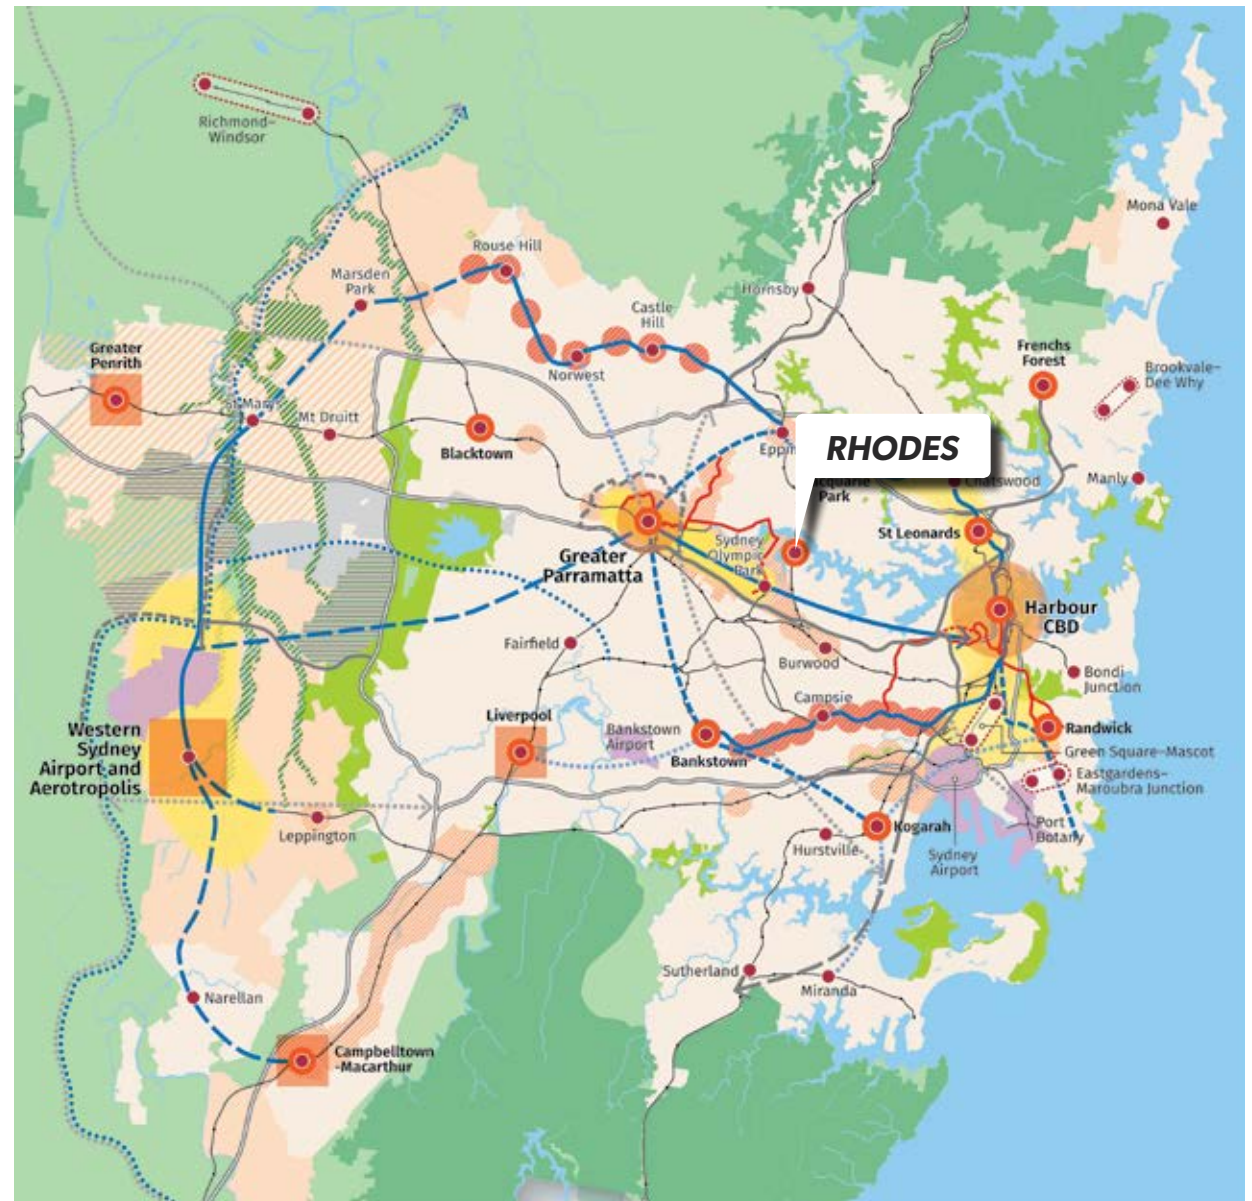 Richmond–
Windsor
Mona Vale
Rouse Hill
Marsden
Park
Hornsby
Castle
Hill
Greater
Penrith
Norwest
Frenchs
Forest
Brookvale–
Dee Why
St Marys
Mt Druitt
Blacktown
RHODES
Park
Chatswood
Manly
St Leonards
Greater
Parramatta
Sydney
Olympic
Park
Harbour
CBD
Fairfield
Burwood
Bondi
Junction
Campsie
Liverpool
Bankstown
Airport
Bankstown
Randwick
Green Square–Mascot
Western
Sydney
Airport and
Aerotropolis
Eastgardens–
Maroubra Junction
Leppington
Kogarah
Hurstville
Port
Botany
Sydney
Airport
Sutherland
Miranda
Narellan
Campbelltown
-Macarthur